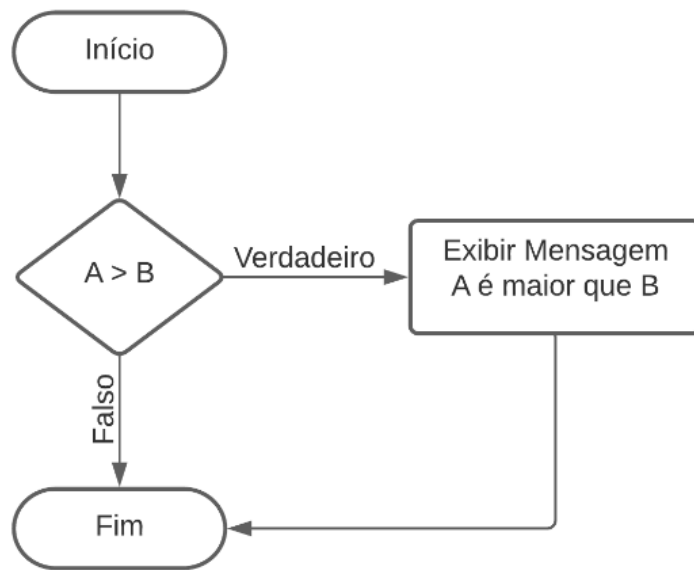 Início
A > B
Verdadeiro
Exibir Mensagem
A é maior que B
Falso
Fim